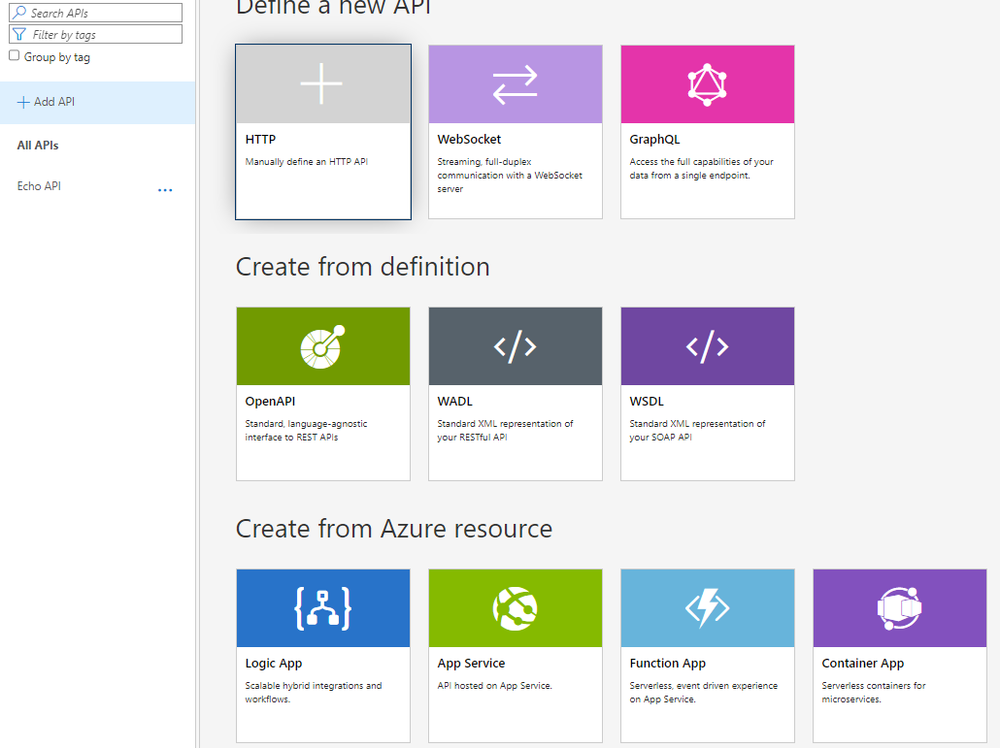 Search APIs
Filter by tags
Group by tag
Add API
All APIs
Echo API
...
Define a new API
HTTP
Manually define an HTTP API
WebSocket
Streaming, full-duplex
communication with a WebSocket
server
GraphQL
Access the full capabilities of your
data from a single endpoint.
Create from definition
OpenAPI
Standard, language-agnostic
interface to REST APIs
WADL
Standard XML representation of
your RESTful API
WSDL
Standard XML representation of
your SOAP API
Create from Azure resource
Logic App
Scalable hybrid integrations and
workflows.
App Service
API hosted on App Service.
Function App
Serverless, event driven experience
on App Service.
Container App
Serverless containers for
microservices.